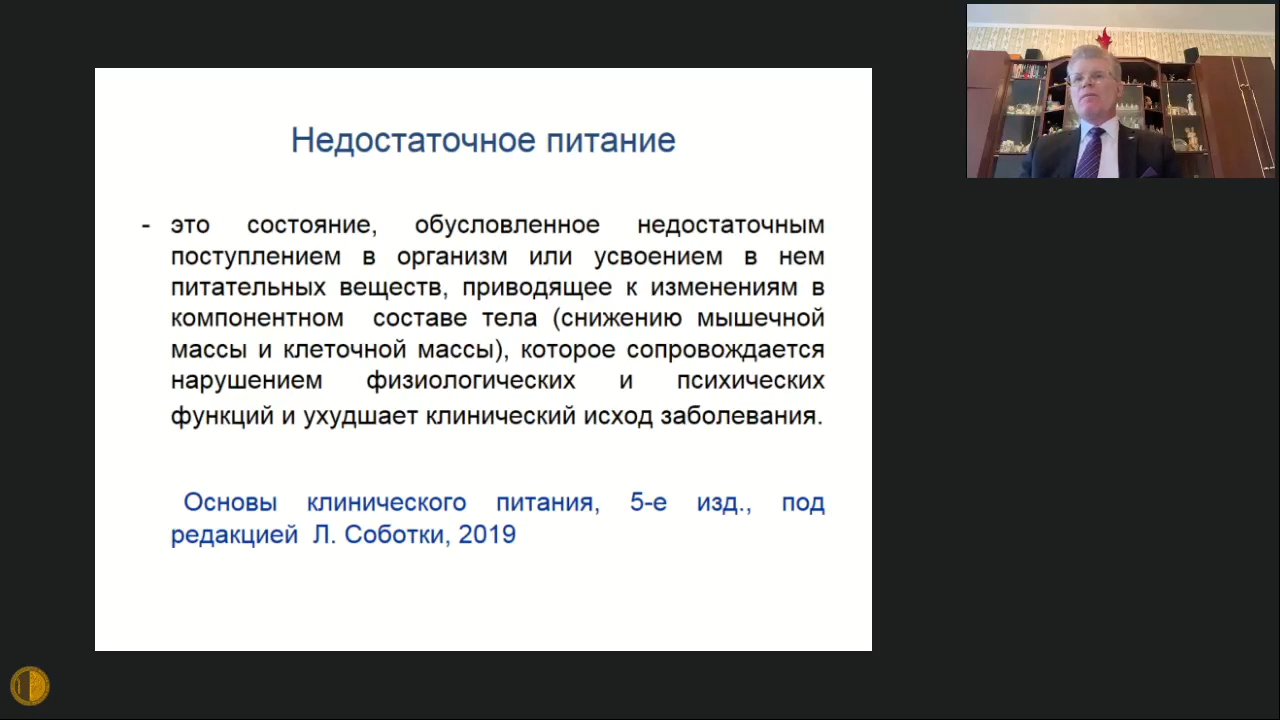 Недостаточное питание
- это состояние, обусловленное недостаточным
поступлением в организм или усвоением в нем
питательных веществ, приводящее к изменениям в
компонентном составе тела (снижению мышечной
массы и клеточной массы), которое сопровождается
нарушением физиологических и психических
функций и ухудшает клинический исход заболевания.
Основы клинического питания, 5-е изд., под
редакцией Л. Соботки, 2019